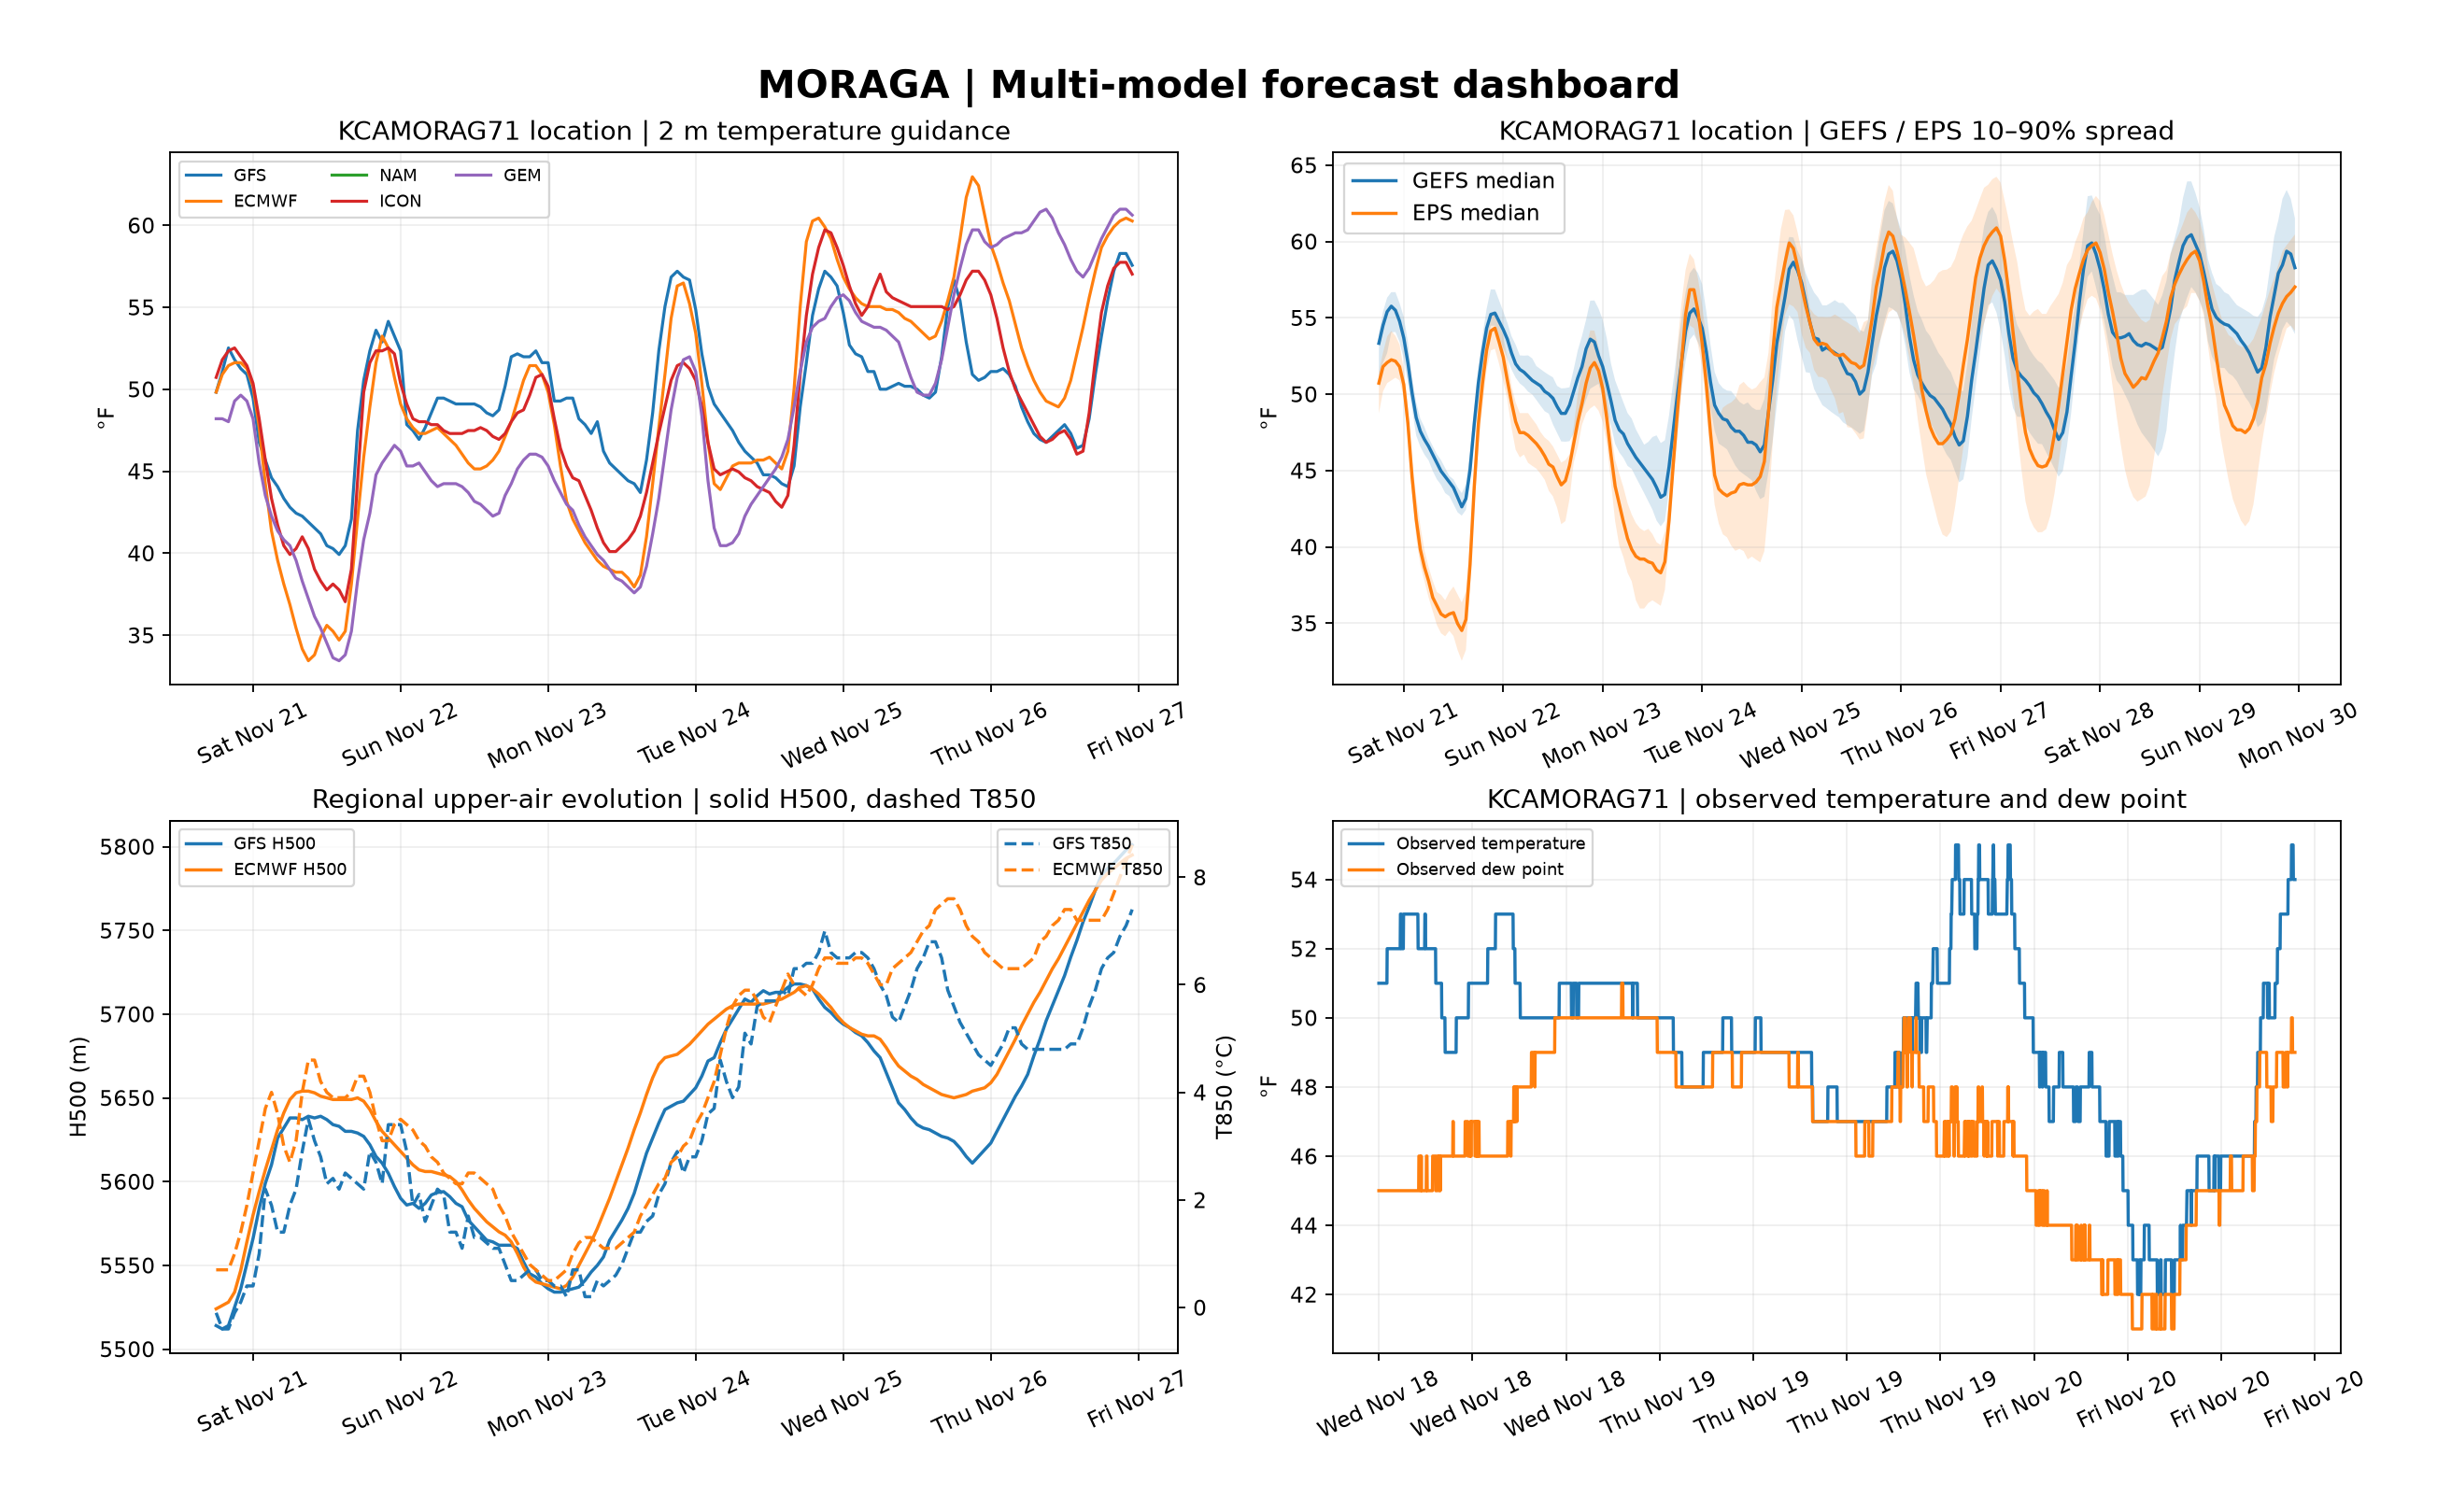 MORAGA | Multi-model forecast dashboard
KCAMORAG71 location | 2 m temperature guidance
GFS NAM GEM
ECMWF ICON
°F
60
55
50
45
40
35
Sat Nov 21
Sun Nov 22
Mon Nov 23
Tue Nov 24
Wed Nov 25
Thu Nov 26
Fri Nov 27
KCAMORAG71 location | GEFS / EPS 10–90% spread
GEFS median
EPS median
°F
65
60
55
50
45
40
35
Sat Nov 21
Sun Nov 22
Mon Nov 23
Tue Nov 24
Wed Nov 25
Thu Nov 26
Fri Nov 27
Sat Nov 28
Sun Nov 29
Mon Nov 30
Regional upper-air evolution | solid H500, dashed T850
GFS H500
ECMWF H500
GFS T850
ECMWF T850
H500 (m)
5800
5750
5700
5650
5600
5550
5500
T850 (°C)
8
6
4
2
0
Sat Nov 21
Sun Nov 22
Mon Nov 23
Tue Nov 24
Wed Nov 25
Thu Nov 26
Fri Nov 27
KCAMORAG71 | observed temperature and dew point
Observed temperature
Observed dew point
°F
54
52
50
48
46
44
42
Wed Nov 18
Wed Nov 18
Wed Nov 18
Thu Nov 19
Thu Nov 19
Thu Nov 19
Thu Nov 19
Fri Nov 20
Fri Nov 20
Fri Nov 20
Fri Nov 20